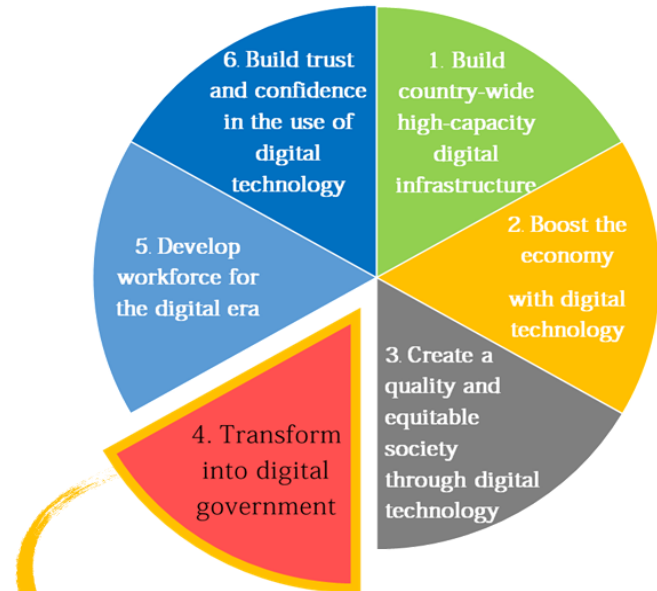 1. Build
country-wide
high-capacity
digital
infrastructure
2. Boost the
economy
with digital
technology
3. Create a
quality and
equitable
society
through digital
technology
4. Transform
into digital
government
5. Develop
workforce for
the digital era
6. Build trust
and confidence
in the use of
digital
technology